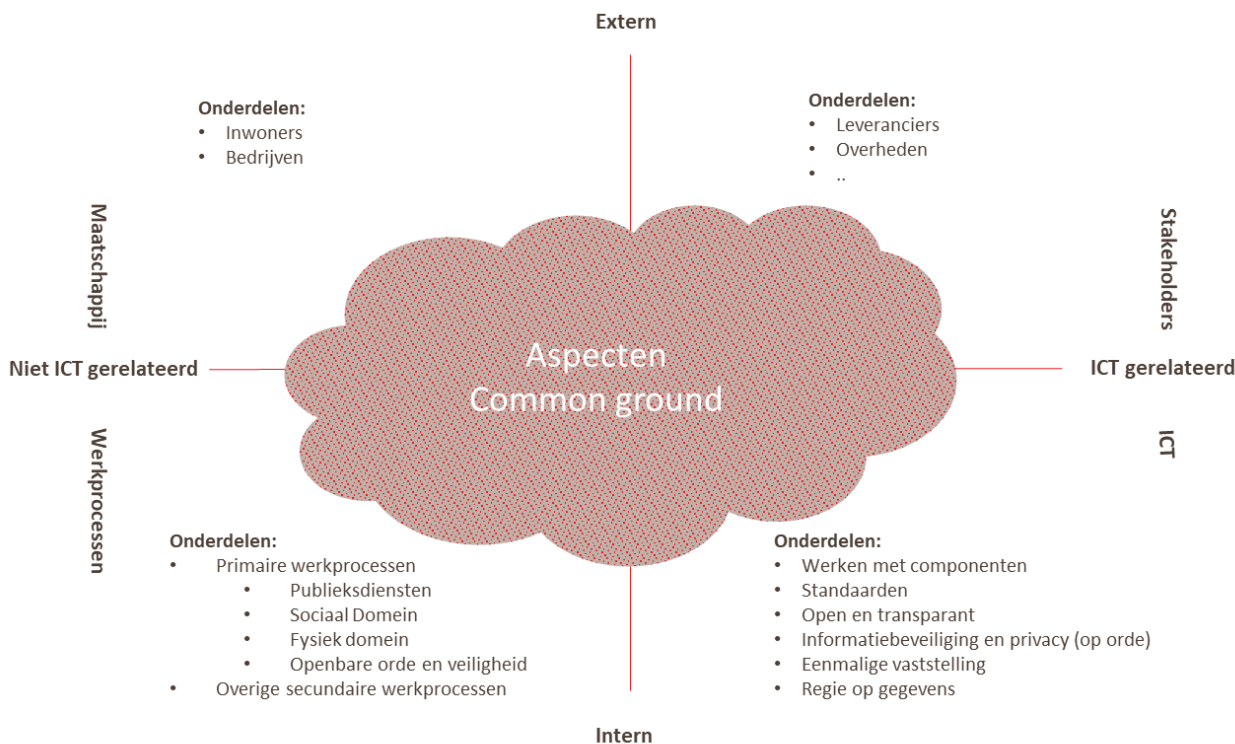 Extern
Onderdelen:
• Inwoners
• Bedrijven
Onderdelen:
• Leveranciers
• Overheden
• ..
Maatschappij
Stakeholders
Niet ICT gerelateerd
Aspecten
Common ground
ICT gerelateerd
Werkprocessen
ICT
Onderdelen:
• Primaire werkprocessen
• Publieksdiensten
• Sociaal Domein
• Fysiek domein
• Openbare orde en veiligheid
• Overige secundaire werkprocessen
Onderdelen:
• Werken met componenten
• Standaarden
• Open en transparant
• Informatiebeveiliging en privacy (op orde)
• Eenmalige vaststelling
• Regie op gegevens
Intern